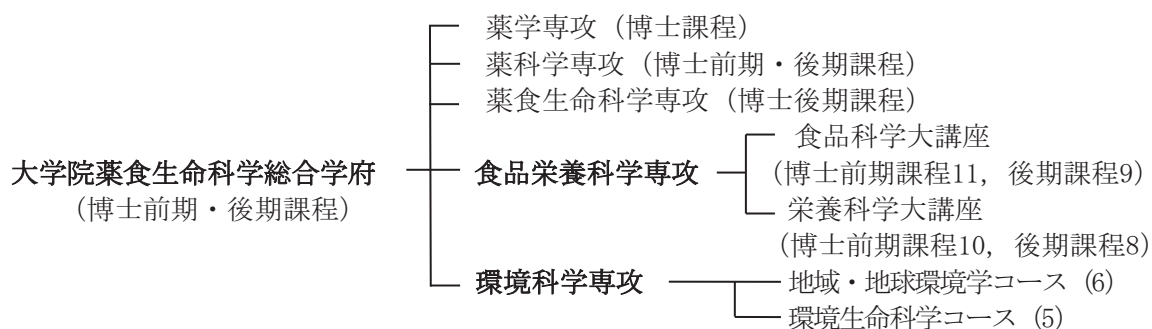 薬学専攻（博士課程）
薬科学専攻（博士前期・後期課程）
薬食生命科学専攻（博士後期課程）
大学院薬食生命科学総合学府
（博士前期・後期課程）
食品栄養科学専攻
食品科学大講座
（博士前期課程11，後期課程9）
栄養科学大講座
（博士前期課程10，後期課程8）
環境科学専攻
地域・地球環境学コース（6）
環境生命科学コース（5）